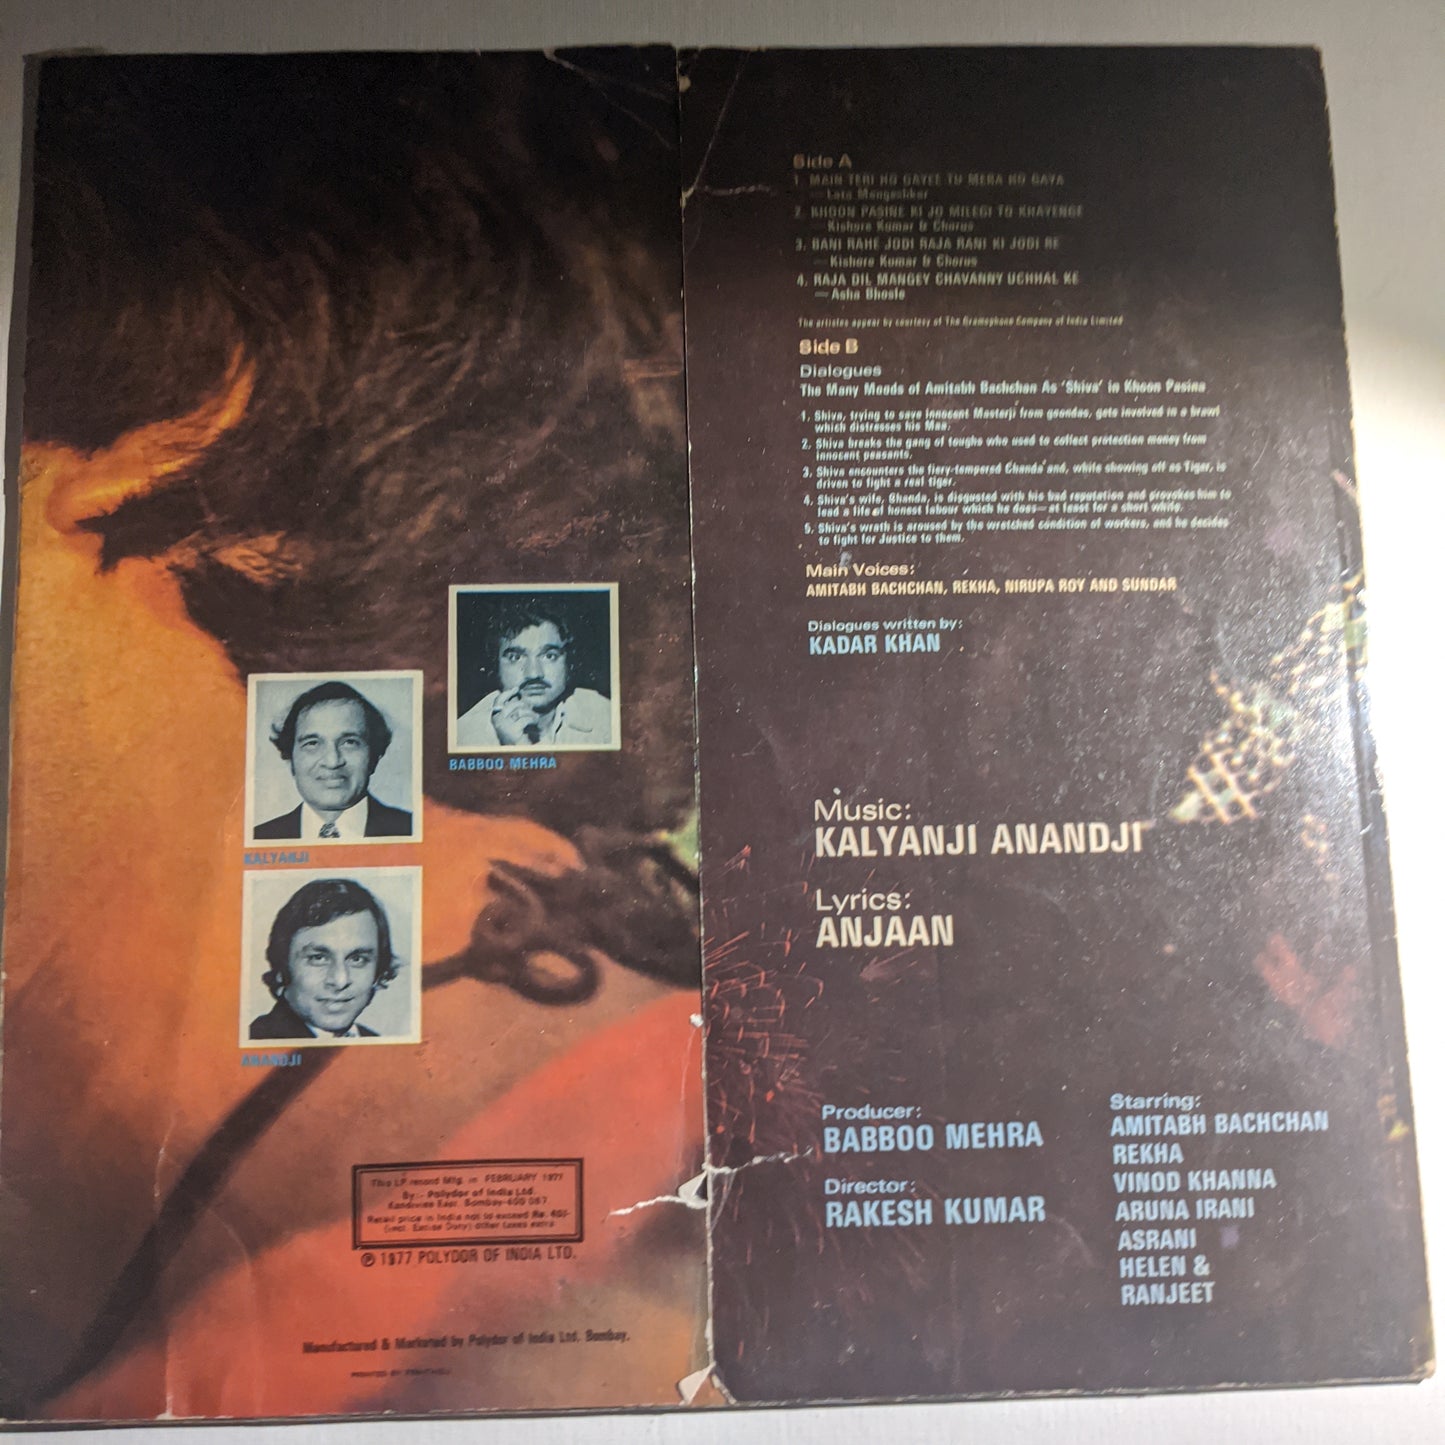 BABBOO MEHRA
KALYANJI
ANANDJI
This LP record Mfg. in FEBRUARY 1977
By:- Polydor of India Ltd.
Kandivlee East. Bombay-400 067.
Retail price in India not to exceed Rs. 40/-
(incl. Excise Duty) other taxes extra
℗ 1977 POLYDOR OF INDIA LTD.
Manufactured & Marketed by Polydor of India Ltd. Bombay.
PRINTED BY
Side A
1. MAIN TERI HO GAYEE TU MERA HO GAYA
—Lata Mangeshkar
2. KHOON PASINE KI JO MILEGI TO KHAYENGE
Kishore Kumar & Chorus
3. BANI RAHE JODI RAJA RANI KI JODI RE
—Kishore Kumar & Chorus
4. RAJA DIL MANGEY CHAVANNY UCHHAL KE
—Asha Bhosle
The artistes appear by courtesy of The Gramophone Company of India Limited
Side B
Dialogues
The Many Moods of Amitabh Bachchan As 'Shiva' in Khoon Pasina
1. Shiva, trying to save innocent Masterji from goondas, gets involved in a brawl
which distresses his Maa.
2. Shiva breaks the gang of toughs who used to collect protection money from
innocent peasants.
3. Shiva encounters the fiery-tempered Chanda and, while showing off as Tiger, is
driven to fight a real tiger.
4. Shiva's wife, Chanda, is disgusted with his bad reputation and provokes him to
lead a life of honest labour which he does—at least for a short while.
5. Shiva's wrath is aroused by the wretched condition of workers, and he decides
to fight for Justice to them.
Main Voices:
AMITABH BACHCHAN, REKHA, NIRUPA ROY AND SUNDAR
Dialogues written by:
KADAR KHAN
Music:
KALYANJI ANANDJI
Lyrics:
ANJAAN
Producer:
BABBOO MEHRA
Director:
RAKESH KUMAR
Starring:
AMITABH BACHCHAN
REKHA
VINOD KHANNA
ARUNA IRANI
ASRANI
HELEN &
RANJEET